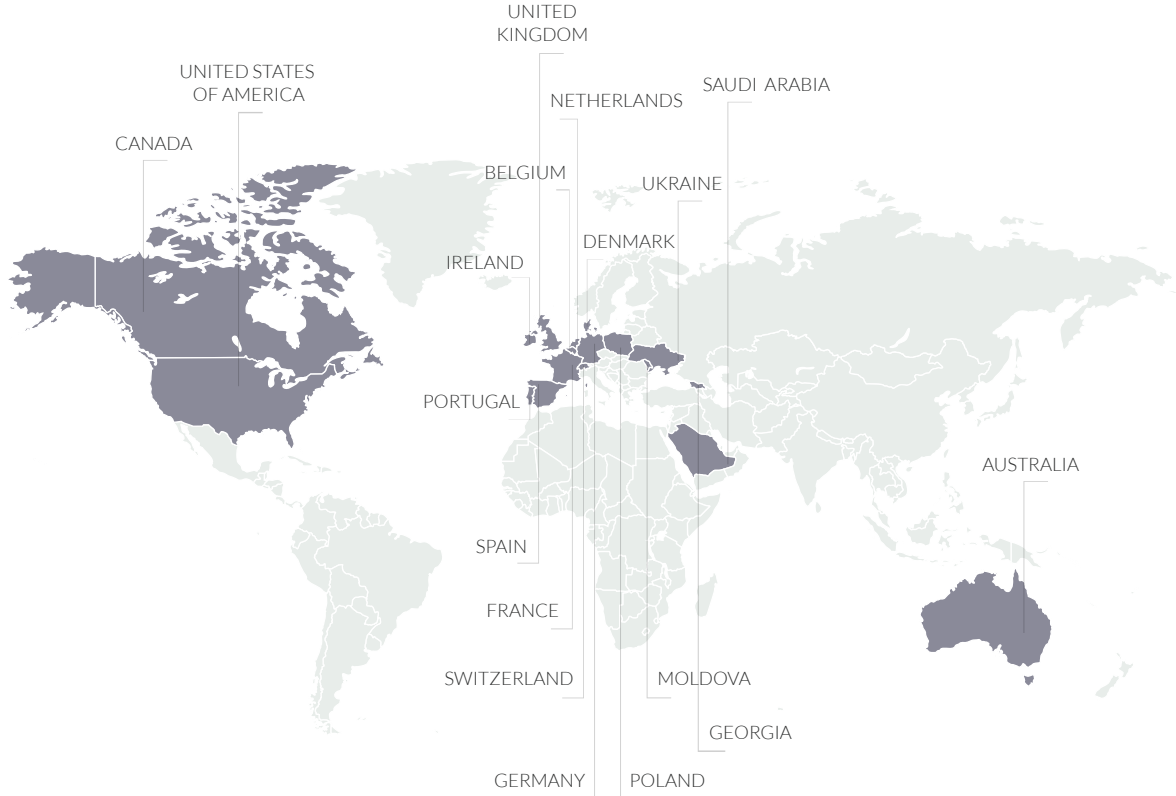 UNITED
KINGDOM
UNITED STATES
OF AMERICA
SAUDI ARABIA
NETHERLANDS
CANADA
BELGIUM
UKRAINE
DENMARK
IRELAND
PORTUGAL
AUSTRALIA
SPAIN
FRANCE
SWITZERLAND
MOLDOVA
GEORGIA
GERMANY
POLAND